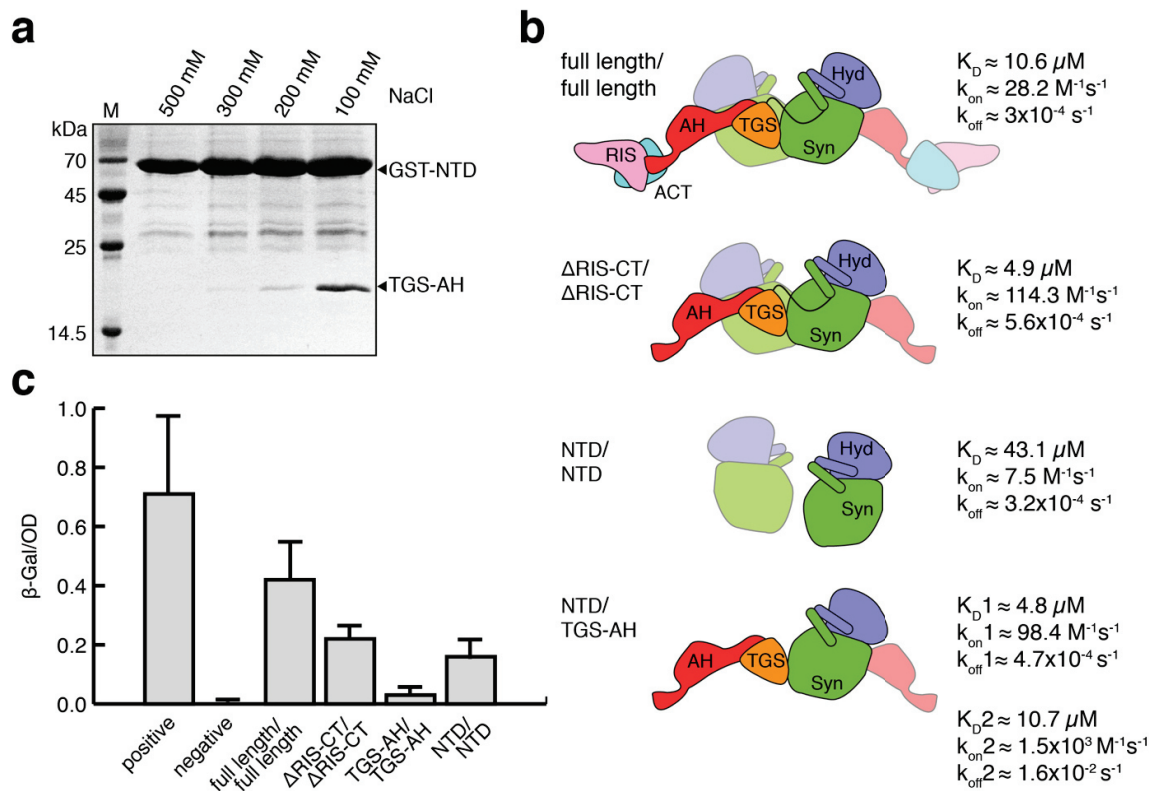 a
500 mM
300 mM
200 mM
100 mM
NaCl
M
kDa
70
45
25
14.5
GST-NTD
TGS-AH
b
full length/
full length
Hyd
AH
TGS
Syn
RIS
ACT
K_D ≈ 10.6 µM
k_on ≈ 28.2 M⁻¹s⁻¹
k_off ≈ 3x10⁻⁴ s⁻¹
ΔRIS-CT/
ΔRIS-CT
Hyd
AH
TGS
Syn
K_D ≈ 4.9 µM
k_on ≈ 114.3 M⁻¹s⁻¹
k_off ≈ 5.6x10⁻⁴ s⁻¹
NTD/
NTD
Hyd
Syn
K_D ≈ 43.1 µM
k_on ≈ 7.5 M⁻¹s⁻¹
k_off ≈ 3.2x10⁻⁴ s⁻¹
NTD/
TGS-AH
AH
TGS
Syn
K_D1 ≈ 4.8 µM
k_on1 ≈ 98.4 M⁻¹s⁻¹
k_off1 ≈ 4.7x10⁻⁴ s⁻¹
K_D2 ≈ 10.7 µM
k_on2 ≈ 1.5x10³ M⁻¹s⁻¹
k_off2 ≈ 1.6x10⁻² s⁻¹
c
β-Gal/OD
1.0
0.8
0.6
0.4
0.2
0.0
positive
negative
full length/
full length
ΔRIS-CT/
ΔRIS-CT
TGS-AH/
TGS-AH
NTD/
NTD